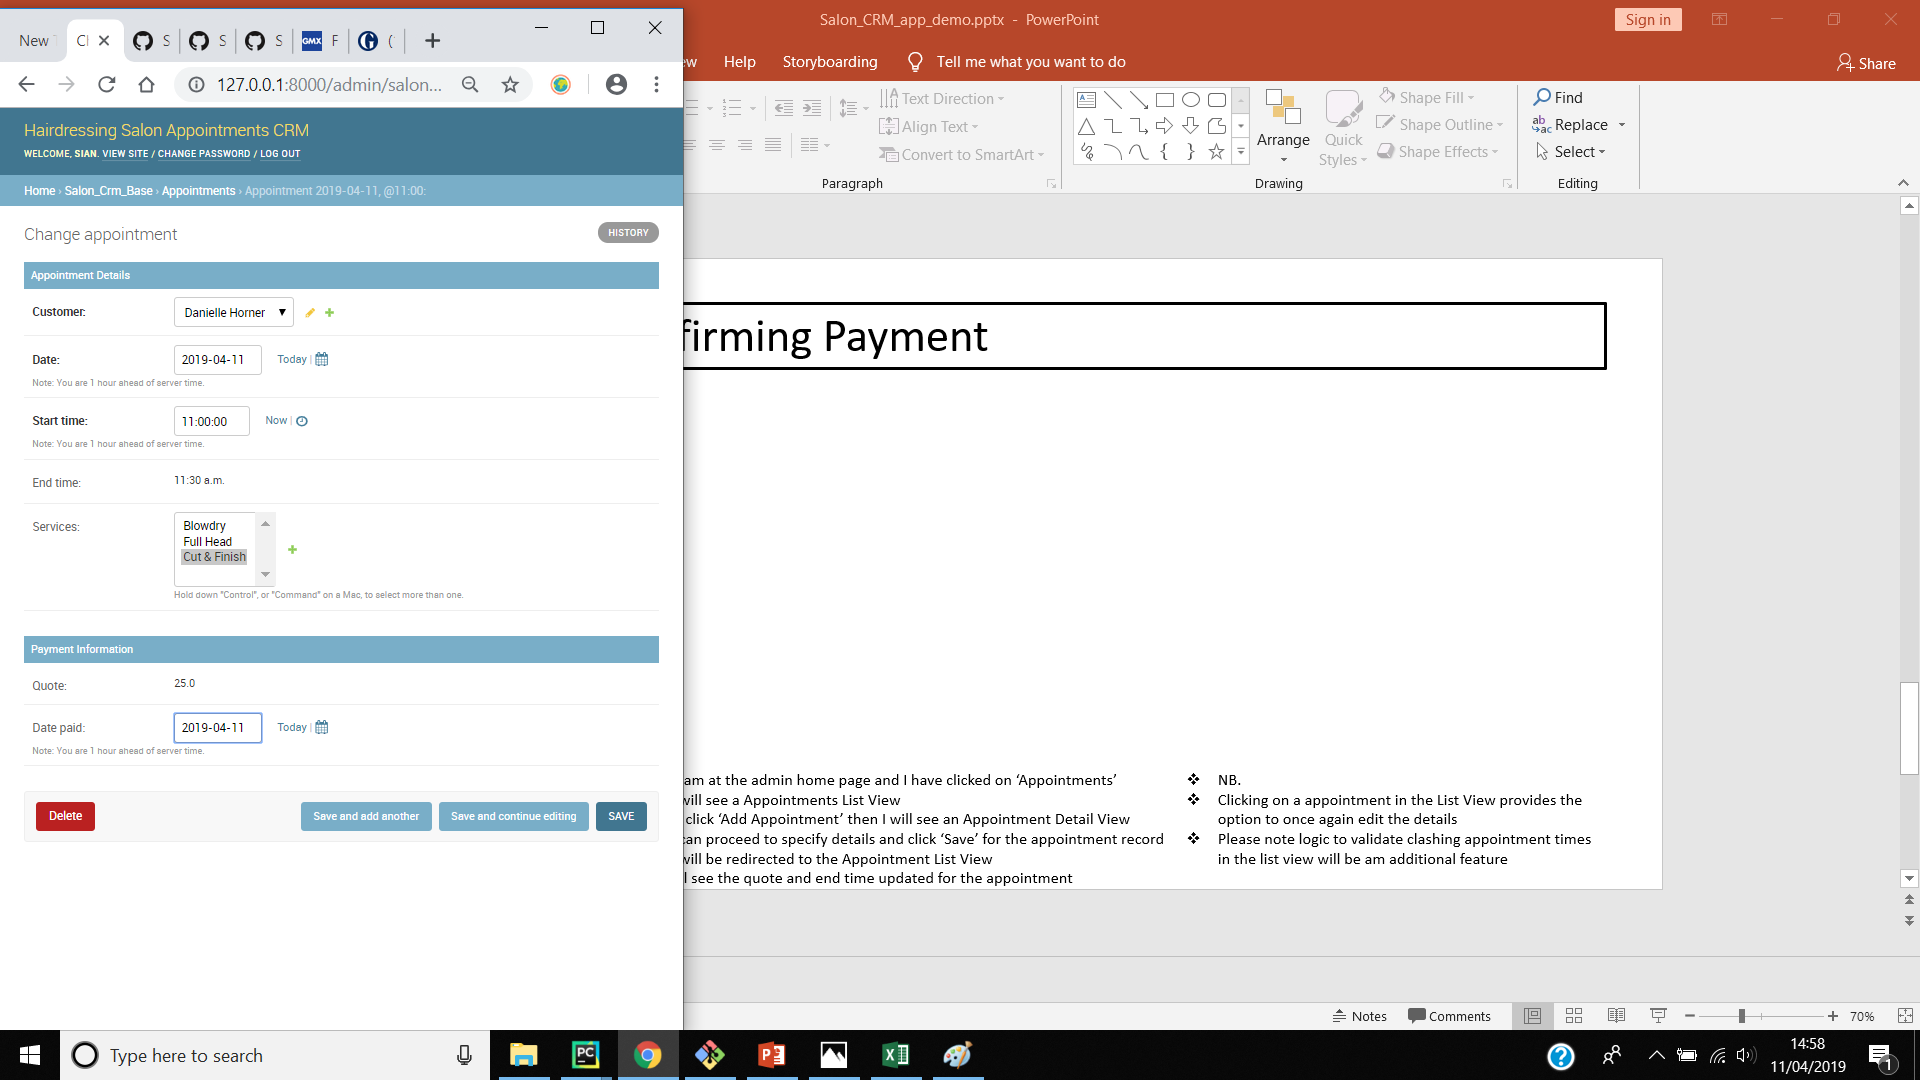 Salon_CRM_app_demo.pptx - PowerPoint
Sign in
New
Cl
S
S
S
GMX
F
127.0.0.1:8000/admin/salon...
ew
Help
Storyboarding
Tell me what you want to do
Share
Text Direction
Align Text
Convert to SmartArt
Paragraph
Arrange
Quick
Styles
Shape Fill
Shape Outline
Shape Effects
Drawing
Find
Replace
Select
Editing
Hairdressing Salon Appointments CRM
WELCOME, SIAN. VIEW SITE / CHANGE PASSWORD / LOG OUT
Home › Salon_Crm_Base › Appointments › Appointment 2019-04-11, @11:00:
Change appointment
HISTORY
Appointment Details
Customer:
Danielle Horner
Date:
2019-04-11
Today
Note: You are 1 hour ahead of server time.
Start time:
11:00:00
Now
Note: You are 1 hour ahead of server time.
End time:
11:30 a.m.
Services:
Blowdry
Full Head
Cut & Finish
Hold down "Control", or "Command" on a Mac, to select more than one.
Payment Information
Quote:
25.0
Date paid:
2019-04-11
Today
Note: You are 1 hour ahead of server time.
Delete
Save and add another
Save and continue editing
SAVE
firming Payment
am at the admin home page and I have clicked on ‘Appointments’
will see a Appointments List View
click ‘Add Appointment’ then I will see an Appointment Detail View
can proceed to specify details and click ‘Save’ for the appointment record
will be redirected to the Appointment List View
l see the quote and end time updated for the appointment
❖ NB.
❖ Clicking on a appointment in the List View provides the
option to once again edit the details
❖ Please note logic to validate clashing appointment times
in the list view will be am additional feature
Notes
Comments
70%
Type here to search
PC
14:58
11/04/2019
1